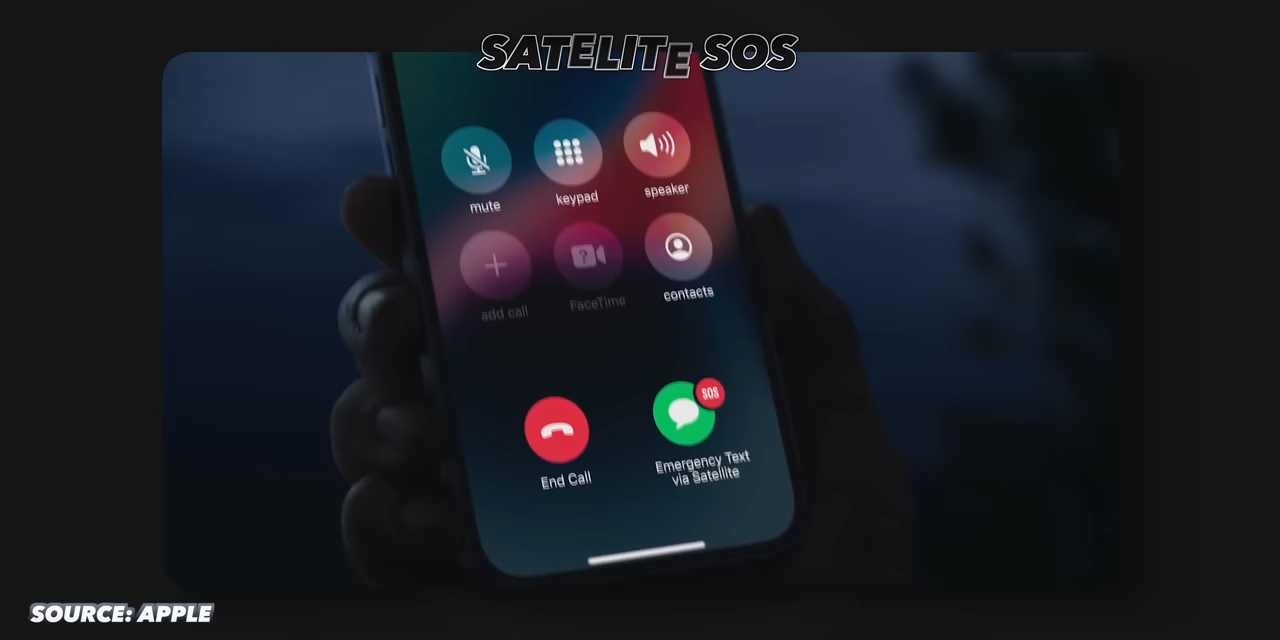 SATELITE SOS
mute
keypad
speaker
add call
FaceTime
contacts
SOS
End Call
Emergency Text
via Satellite
SOURCE: APPLE